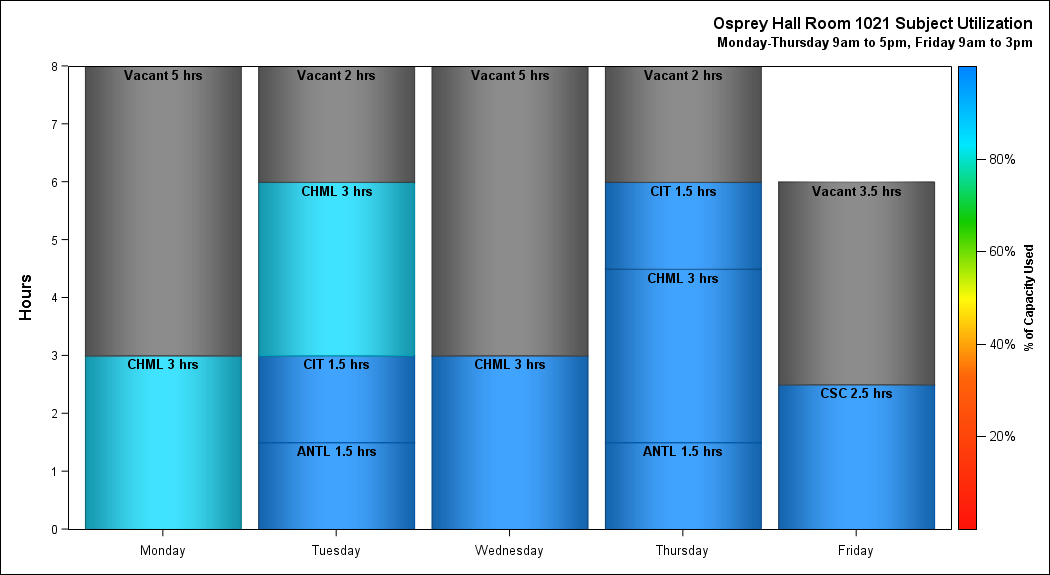 Osprey Hall Room 1021 Subject Utilization
Monday-Thursday 9am to 5pm, Friday 9am to 3pm
Hours
8
7
6
5
4
3
2
1
0
Vacant 5 hrs
CHML 3 hrs
Vacant 2 hrs
CHML 3 hrs
CIT 1.5 hrs
ANTL 1.5 hrs
Vacant 5 hrs
CHML 3 hrs
Vacant 2 hrs
CIT 1.5 hrs
CHML 3 hrs
ANTL 1.5 hrs
Vacant 3.5 hrs
CSC 2.5 hrs
Monday
Tuesday
Wednesday
Thursday
Friday
80%
60%
40%
20%
% of Capacity Used